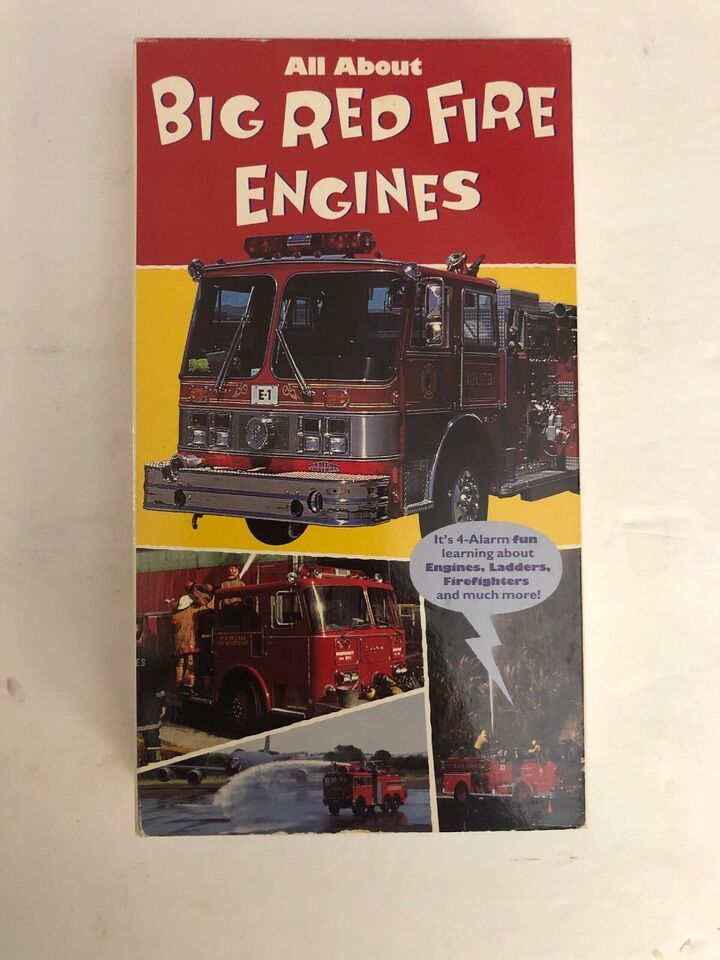 All About
BIG RED FIRE
ENGINES
E-1
NOVATO
It's 4-Alarm fun
learning about
Engines, Ladders,
Firefighters
and much more!